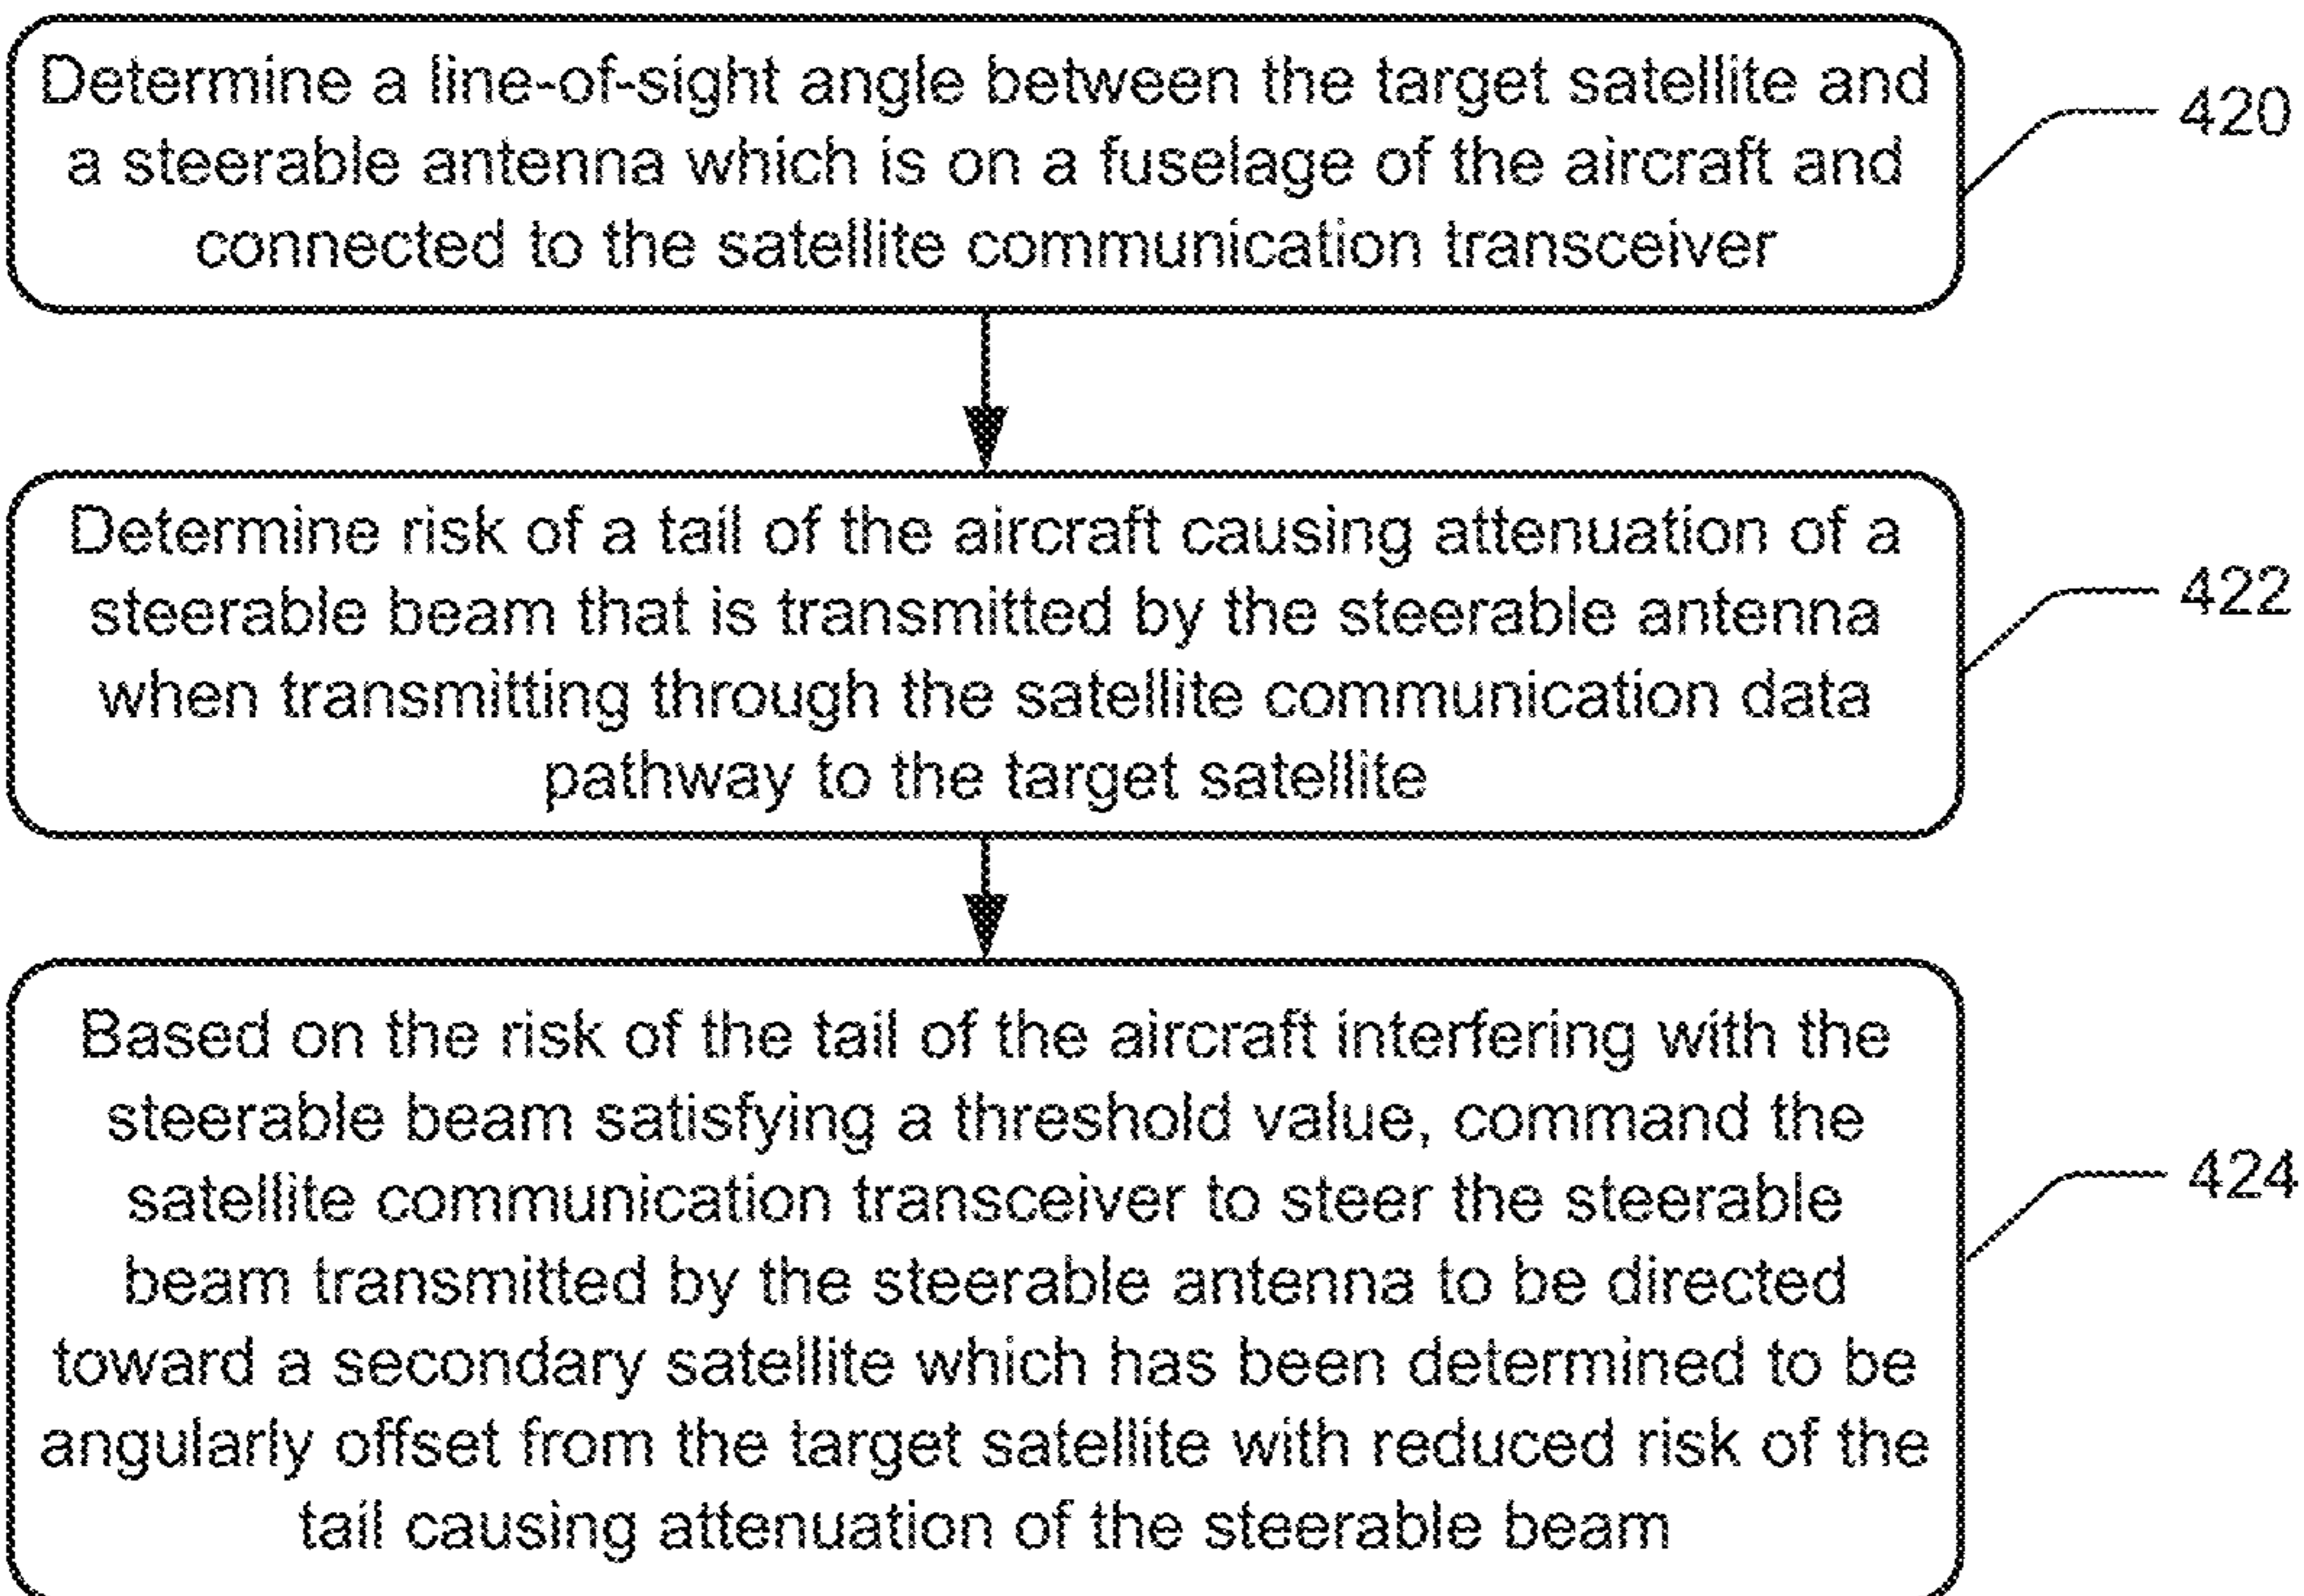 Determine a line-of-sight angle between the target satellite and
a steerable antenna which is on a fuselage of the aircraft and
connected to the satellite communication transceiver
420
Determine risk of a tail of the aircraft causing attenuation of a
steerable beam that is transmitted by the steerable antenna
when transmitting through the satellite communication data
pathway to the target satellite
422
Based on the risk of the tail of the aircraft interfering with the
steerable beam satisfying a threshold value, command the
satellite communication transceiver to steer the steerable
beam transmitted by the steerable antenna to be directed
toward a secondary satellite which has been determined to be
angularly offset from the target satellite with reduced risk of the
tail causing attenuation of the steerable beam
424